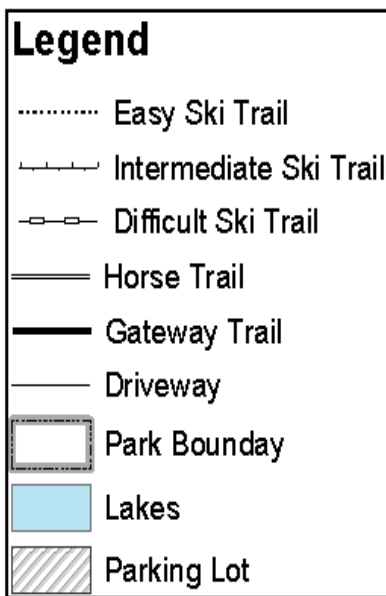 Legend
Easy Ski Trail
Intermediate Ski Trail
Difficult Ski Trail
Horse Trail
Gateway Trail
Driveway
Park Bounday
Lakes
Parking Lot